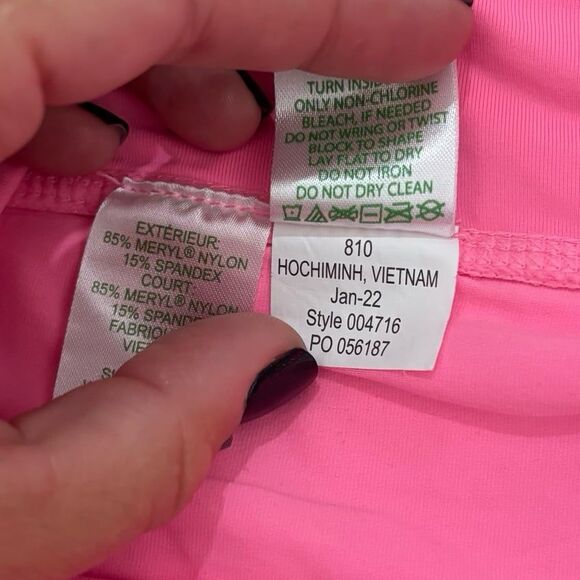 TURN
ONLY NON-CHLORINE
BLEACH, IF NEEDED
DO NOT WRING OR TWIST
BLOCK TO SHAPE
LAY FLAT TO DRY
DO NOT IRON
DO NOT DRY CLEAN
EXTÉRIEUR:
85% MERYL® NYLON
15% SPANDEX
COURT:
85% MERYL® NYLON
15% SPANDEX
810
HOCHIMINH, VIETNAM
Jan-22
Style 004716
PO 056187